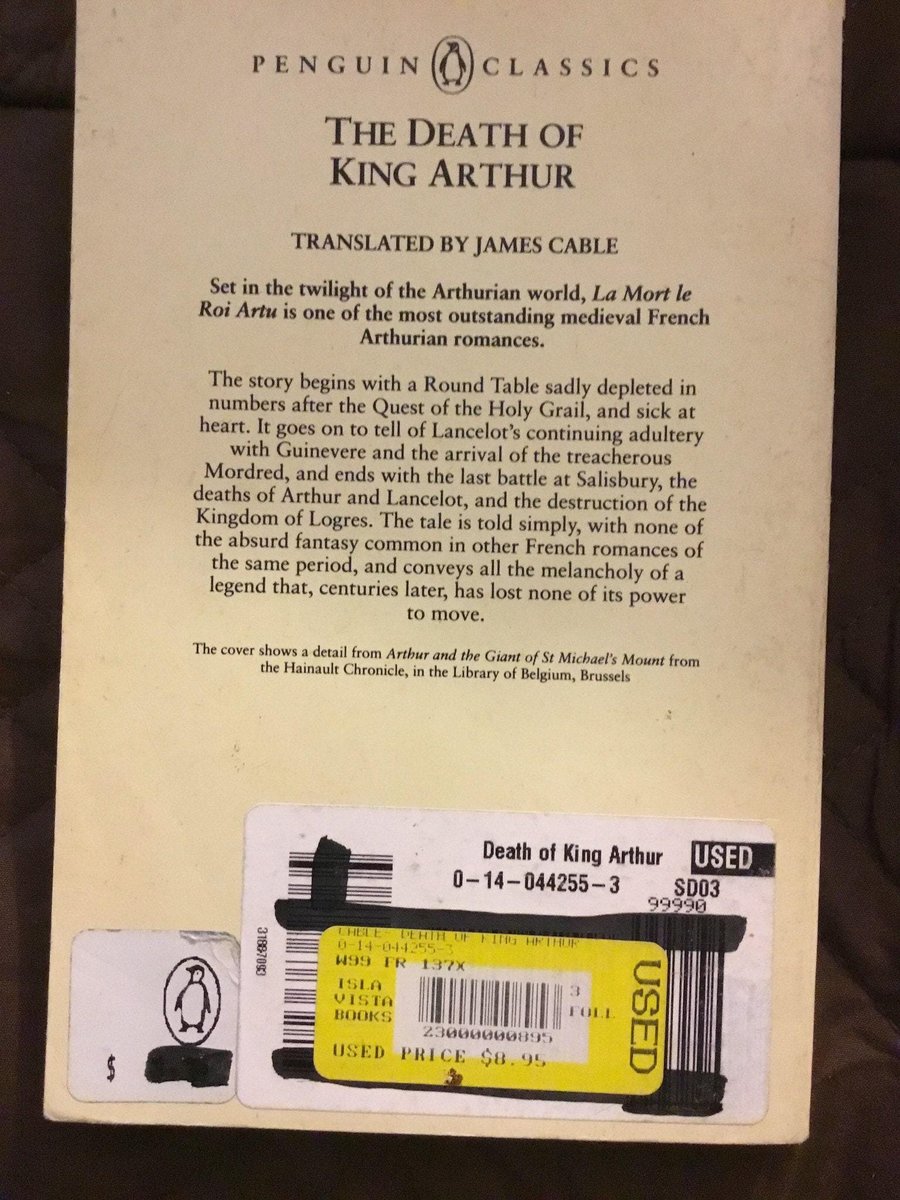 PENGUIN CLASSICS
THE DEATH OF
KING ARTHUR
TRANSLATED BY JAMES CABLE
Set in the twilight of the Arthurian world, La Mort le
Roi Artu is one of the most outstanding medieval French
Arthurian romances.
The story begins with a Round Table sadly depleted in
numbers after the Quest of the Holy Grail, and sick at
heart. It goes on to tell of Lancelot's continuing adultery
with Guinevere and the arrival of the treacherous
Mordred, and ends with the last battle at Salisbury, the
deaths of Arthur and Lancelot, and the destruction of the
Kingdom of Logres. The tale is told simply, with none of
the absurd fantasy common in other French romances of
the same period, and conveys all the melancholy of a
legend that, centuries later, has lost none of its power
to move.
The cover shows a detail from Arthur and the Giant of St Michael's Mount from
the Hainault Chronicle, in the Library of Belgium, Brussels
Death of King Arthur USED
0-14-044255-3 SD03
99990
CABLE- DEATH OF KING ARTHUR
0-14-044255-3
W99 FR 137X
ISLA
VISTA
BOOKS
3
FULL
23000000895
USED PRICE $8.95
USED
$